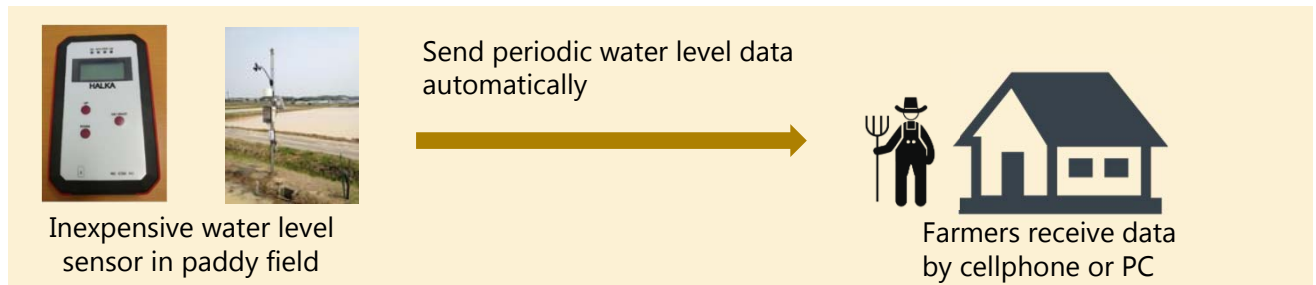 HALKA
Send periodic water level data
automatically
Inexpensive water level
sensor in paddy field
Farmers receive data
by cellphone or PC